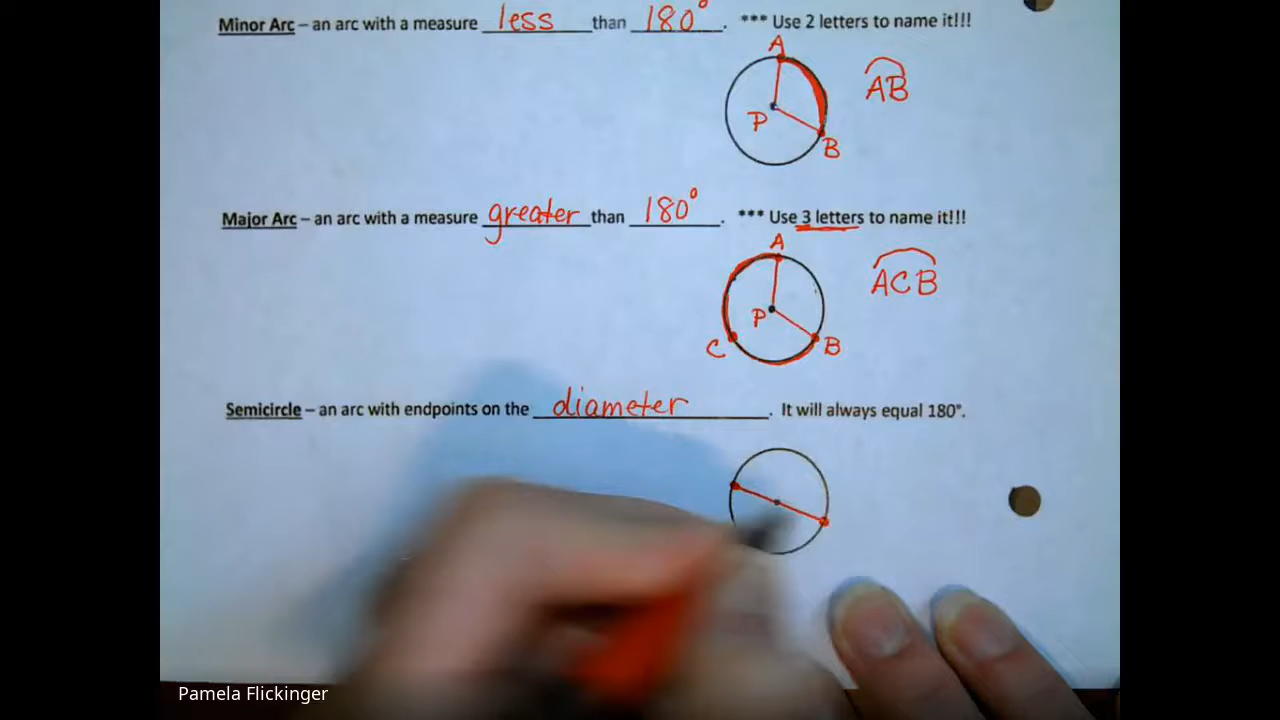 Minor Arc – an arc with a measure less than 180°. *** Use 2 letters to name it!!!
A
AB
P
B
Major Arc – an arc with a measure greater than 180°. *** Use 3 letters to name it!!!
A
ACB
P
C
B
Semicircle – an arc with endpoints on the diameter. It will always equal 180°.
Pamela Flickinger